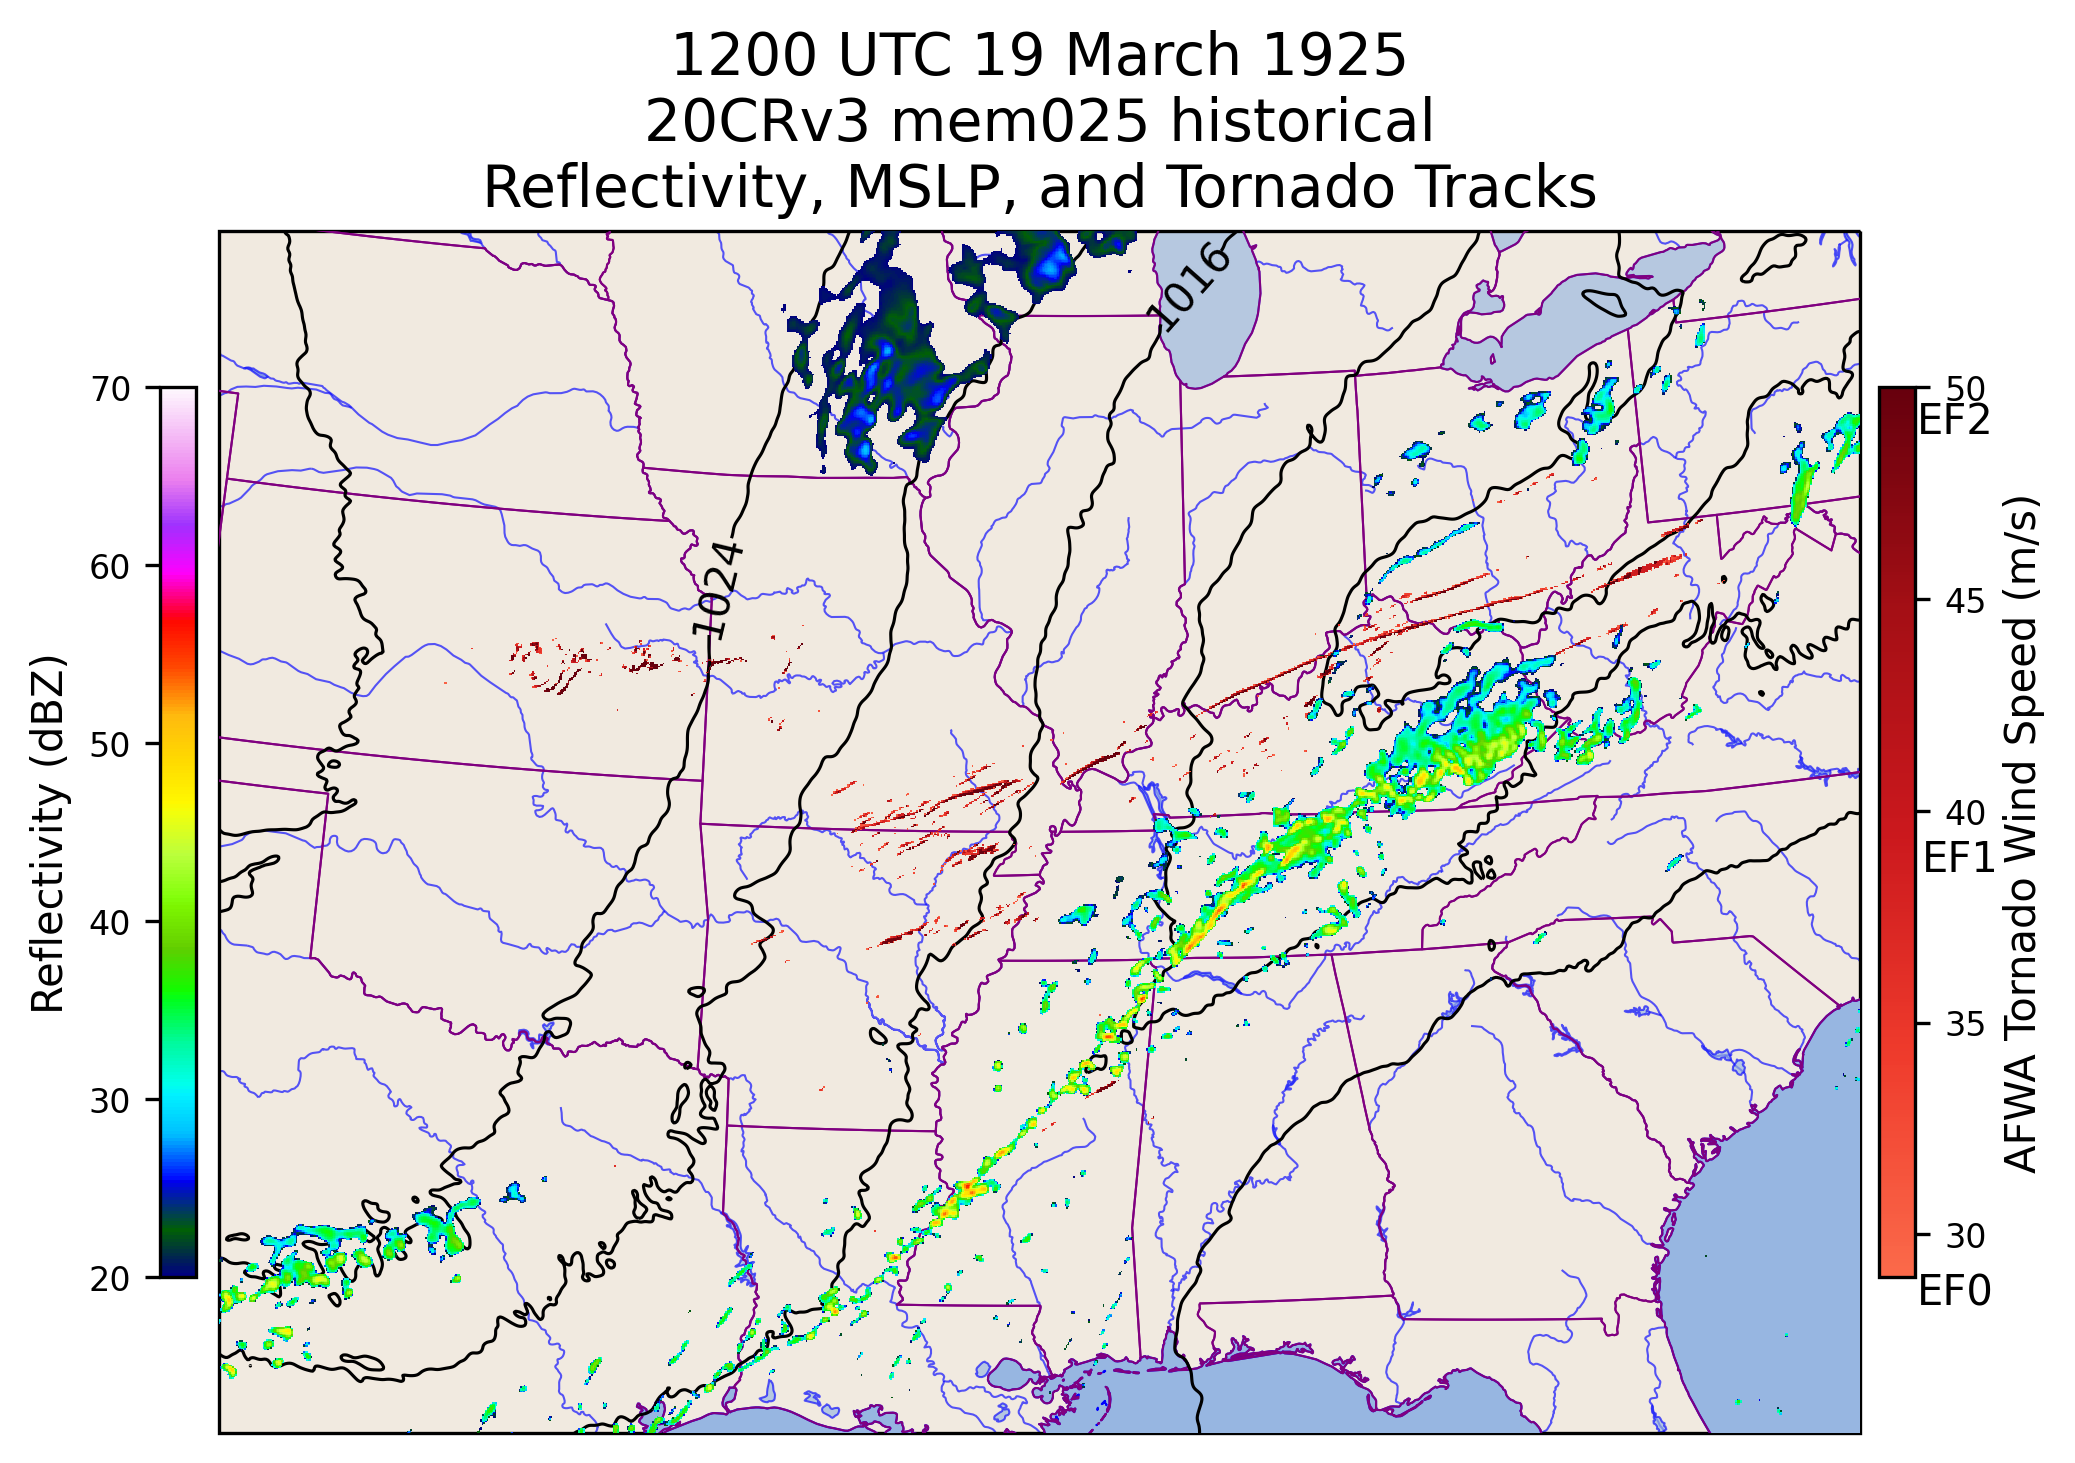 1200 UTC 19 March 1925
20CRv3 mem025 historical
Reflectivity, MSLP, and Tornado Tracks
1016
1024
70
60
50
40
30
20
Reflectivity (dBZ)
50
EF2
45
40
EF1
35
30
EF0
AFWA Tornado Wind Speed (m/s)